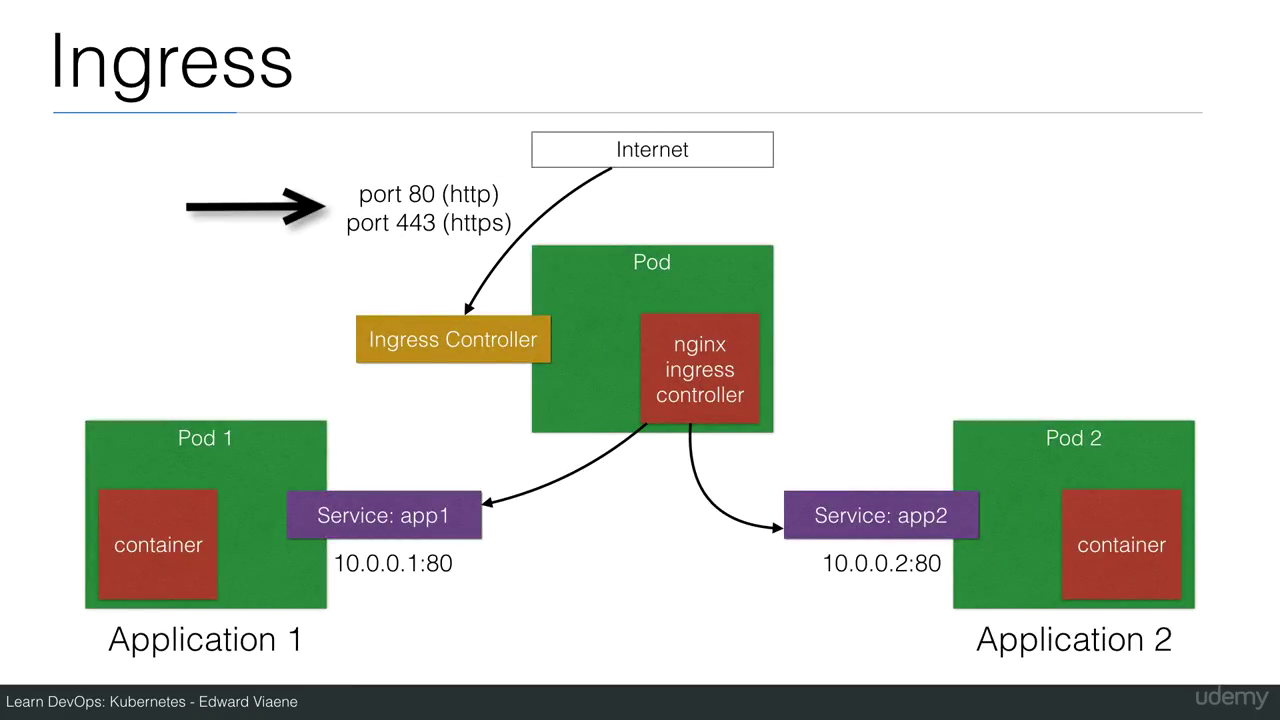 Ingress
Internet
port 80 (http)
port 443 (https)
Pod
Ingress Controller
nginx
ingress
controller
Pod 1
container
Service: app1
10.0.0.1:80
Application 1
Pod 2
Service: app2
container
10.0.0.2:80
Application 2
Learn DevOps: Kubernetes - Edward Viaene
udemy